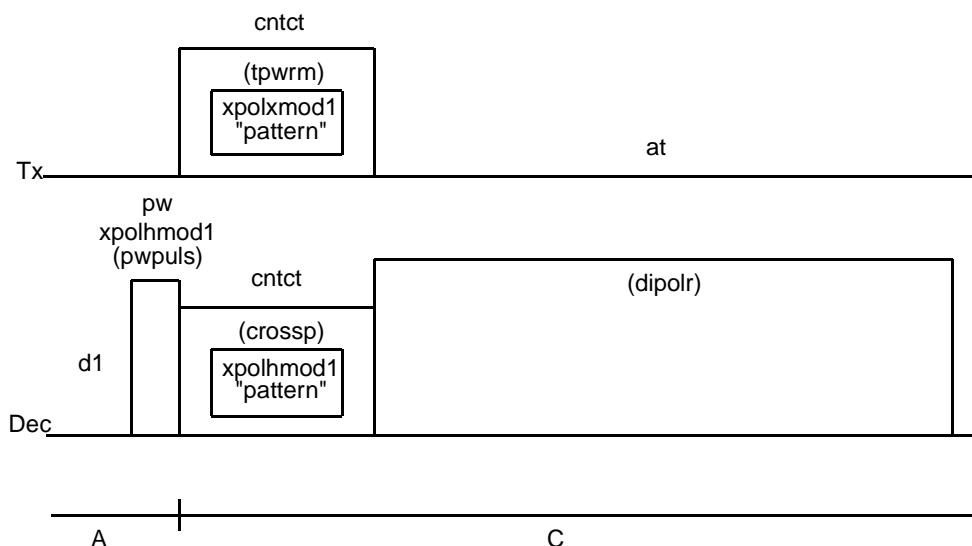 cntct
(tpwrm)
xpolxmod1
"pattern"
Tx
at
pw
xpolhmod1
(pwpuls)
cntct
(dipolr)
(crossp)
d1
xpolhmod1
"pattern"
Dec
A
C